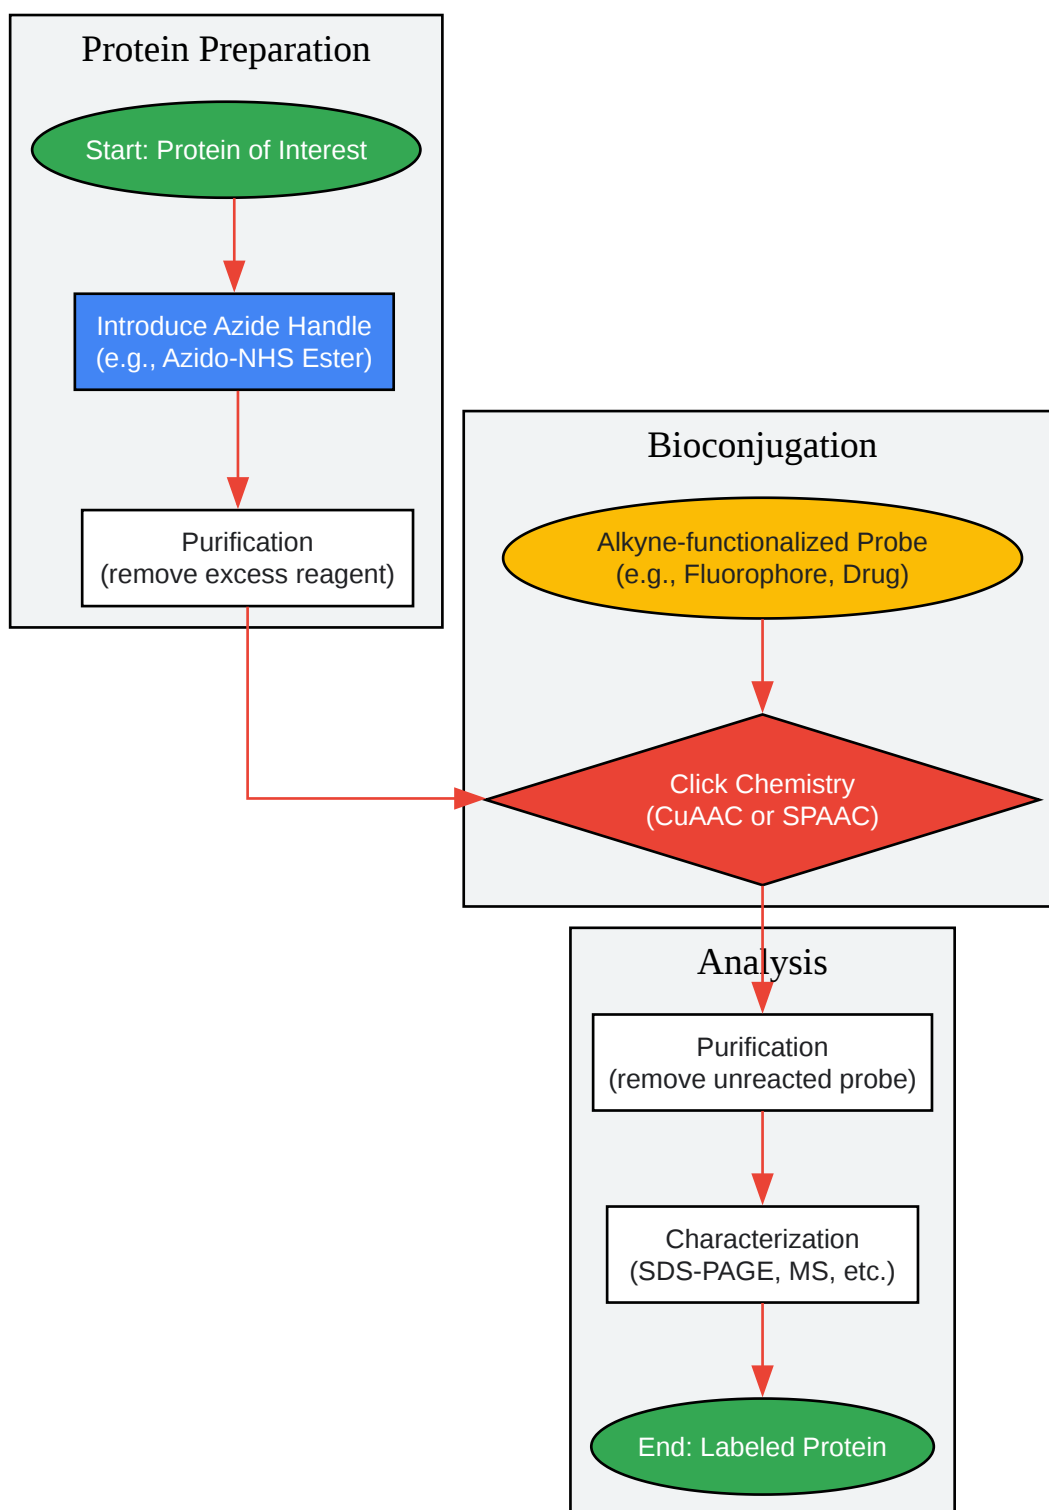 Protein Preparation
Start: Protein of Interest
Introduce Azide Handle
(e.g., Azido-NHS Ester)
Purification
(remove excess reagent)
Bioconjugation
Alkyne-functionalized Probe
(e.g., Fluorophore, Drug)
Click Chemistry
(CuAAC or SPAAC)
Analysis
Purification
(remove unreacted probe)
Characterization
(SDS-PAGE, MS, etc.)
End: Labeled Protein